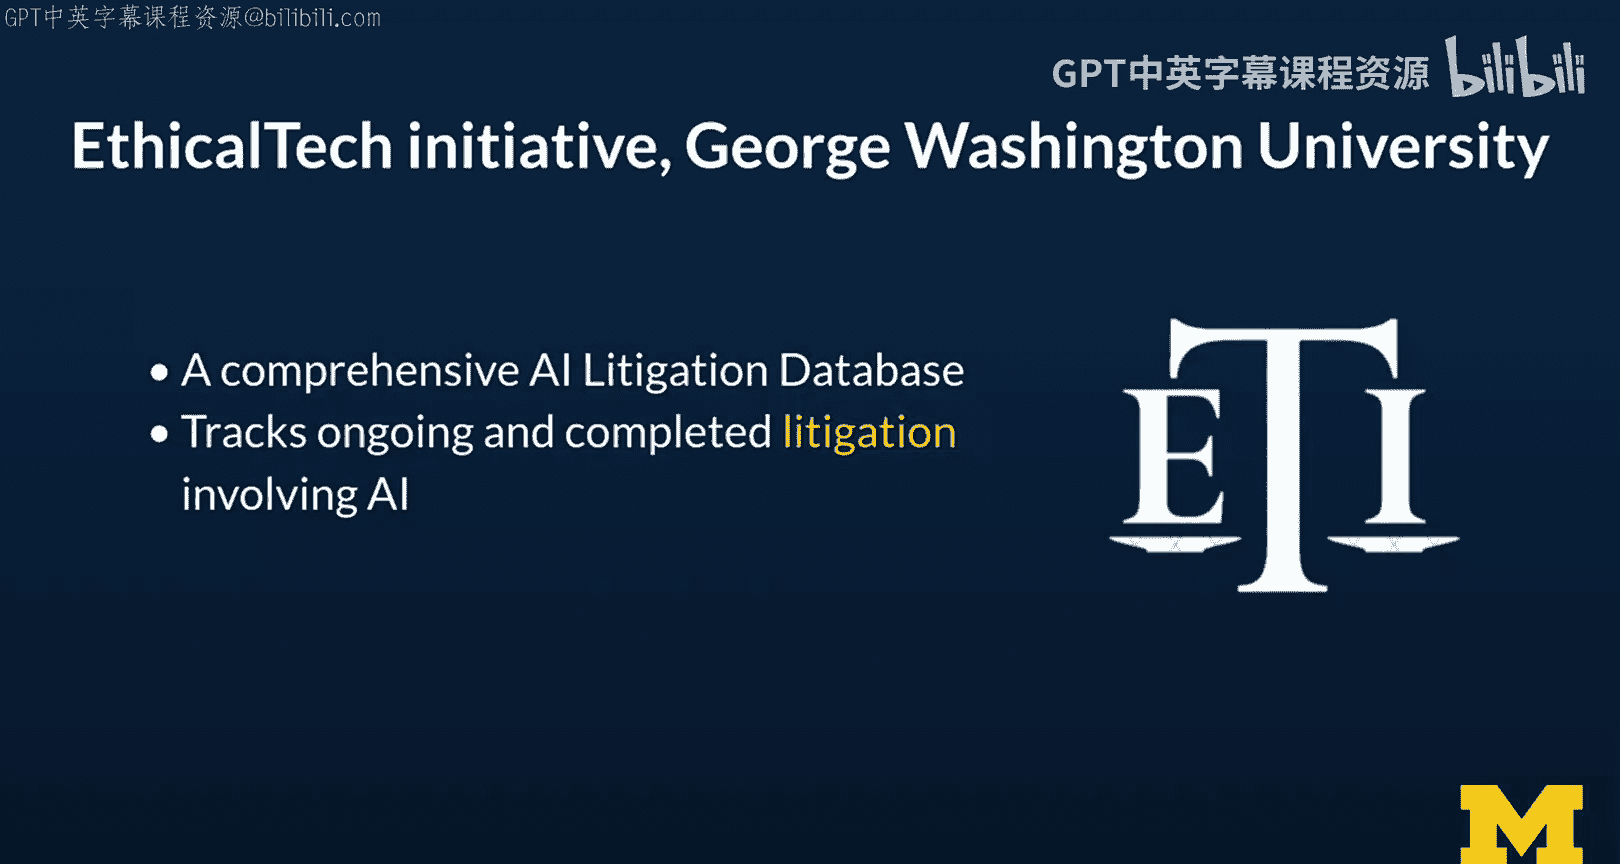 GPT中英字幕课程资源@bilibili.com
GPT中英字幕课程资源 bilibili
EthicalTech initiative, George Washington University
• A comprehensive AI Litigation Database
• Tracks ongoing and completed litigation
involving AI
ETI
M